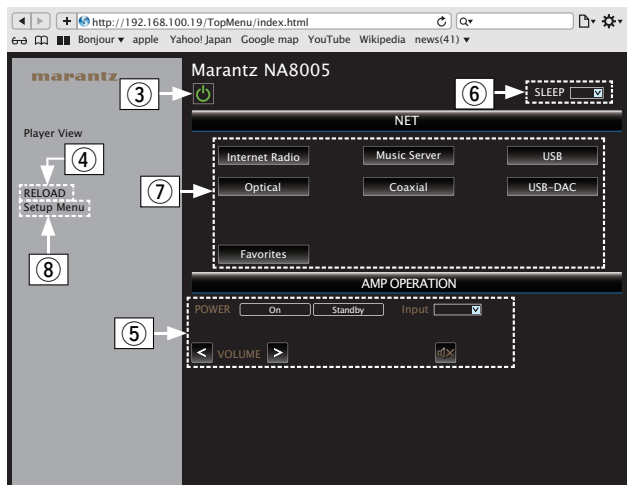 http://192.168.100.19/TopMenu/index.html
Bonjour ▾ apple Yahoo! Japan Google map YouTube Wikipedia news(41) ▾
marantz
Marantz NA8005
③
⑥
SLEEP
NET
Player View
④
Internet Radio Music Server USB
⑦
Optical Coaxial USB-DAC
RELOAD
Setup Menu
⑧
Favorites
AMP OPERATION
POWER On Standby Input
⑤
< VOLUME >